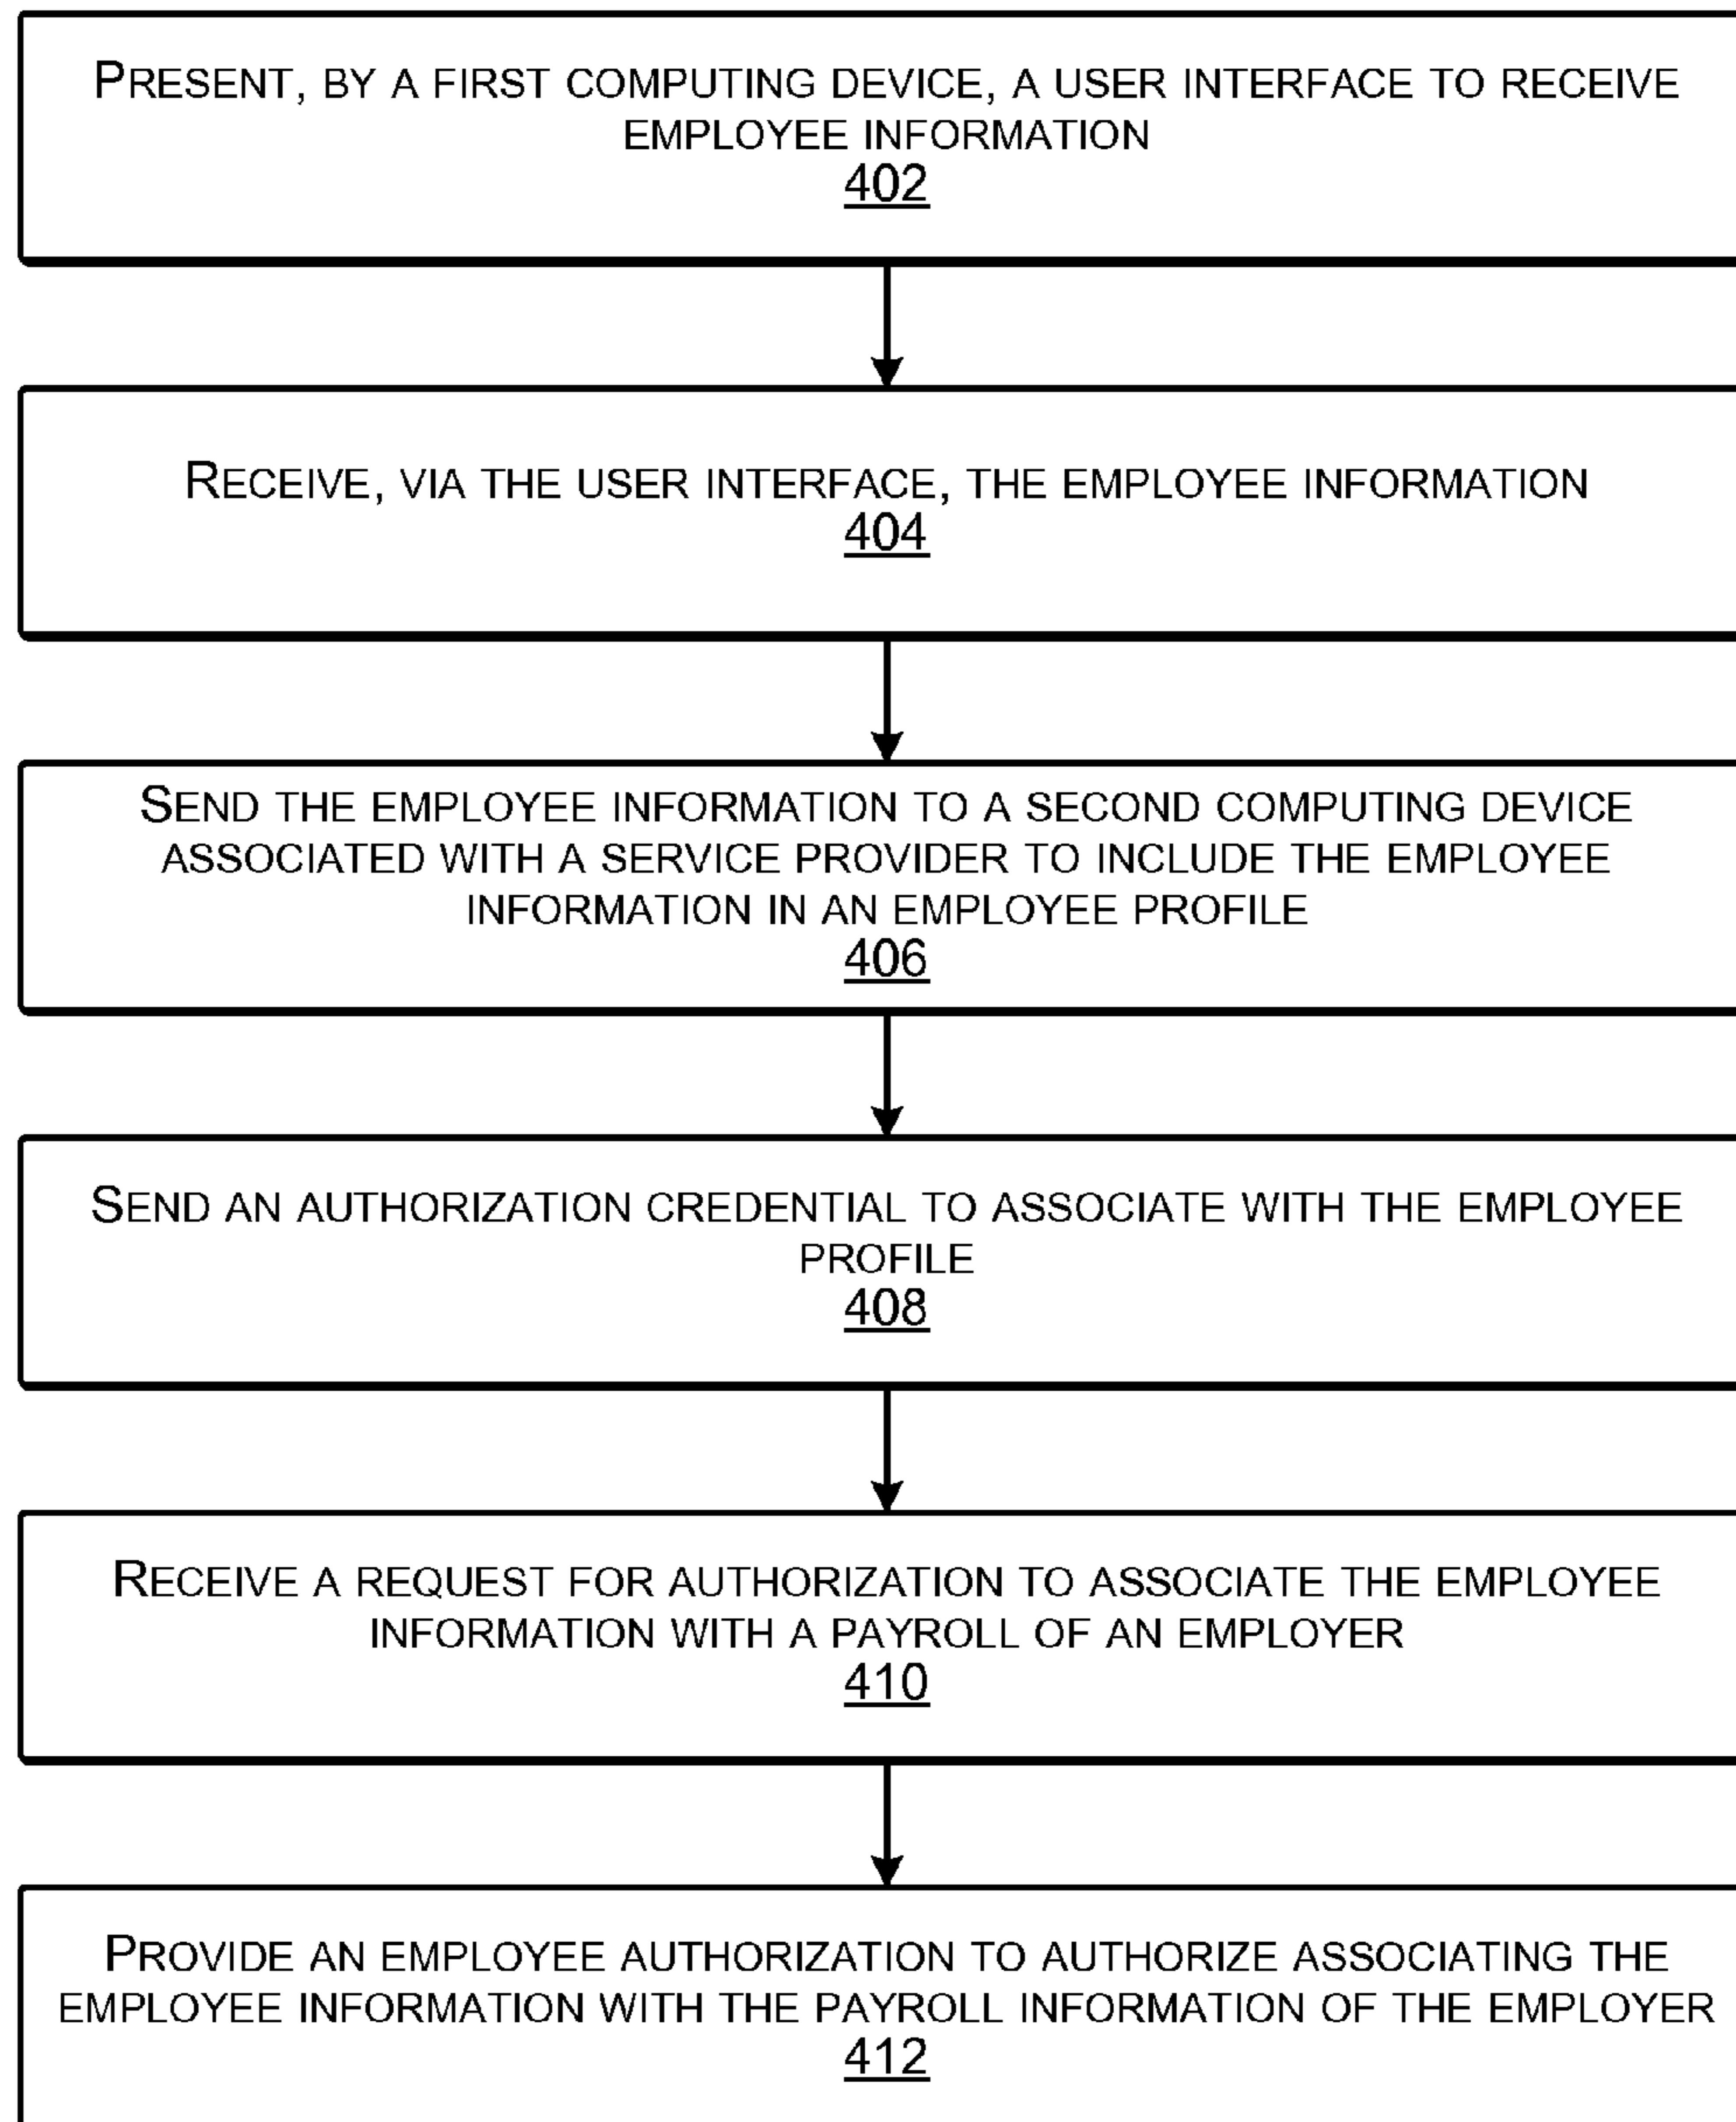 PRESENT, BY A FIRST COMPUTING DEVICE, A USER INTERFACE TO RECEIVE
EMPLOYEE INFORMATION
402
RECEIVE, VIA THE USER INTERFACE, THE EMPLOYEE INFORMATION
404
SEND THE EMPLOYEE INFORMATION TO A SECOND COMPUTING DEVICE
ASSOCIATED WITH A SERVICE PROVIDER TO INCLUDE THE EMPLOYEE
INFORMATION IN AN EMPLOYEE PROFILE
406
SEND AN AUTHORIZATION CREDENTIAL TO ASSOCIATE WITH THE EMPLOYEE
PROFILE
408
RECEIVE A REQUEST FOR AUTHORIZATION TO ASSOCIATE THE EMPLOYEE
INFORMATION WITH A PAYROLL OF AN EMPLOYER
410
PROVIDE AN EMPLOYEE AUTHORIZATION TO AUTHORIZE ASSOCIATING THE
EMPLOYEE INFORMATION WITH THE PAYROLL INFORMATION OF THE EMPLOYER
412